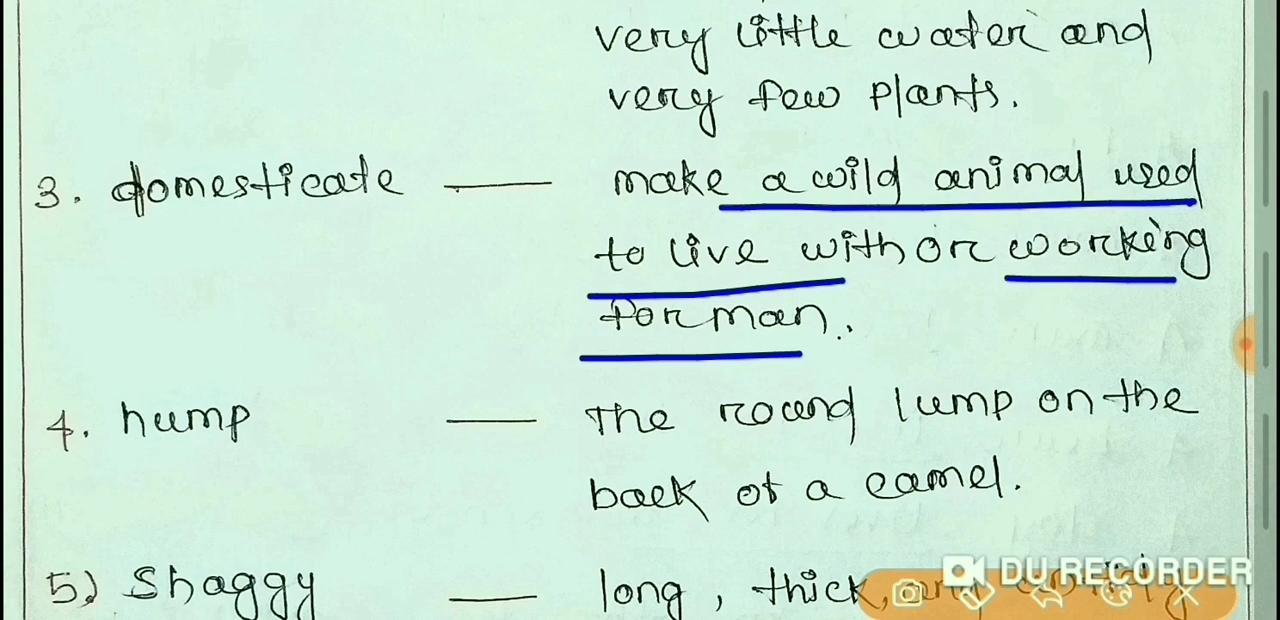 very little water and
very few plants.
3. domesticate — make a wild animal used
to live with or working
for man.
4. hump — The round lump on the
back of a camel.
DU RECORDER
5) Shaggy — long, thick,